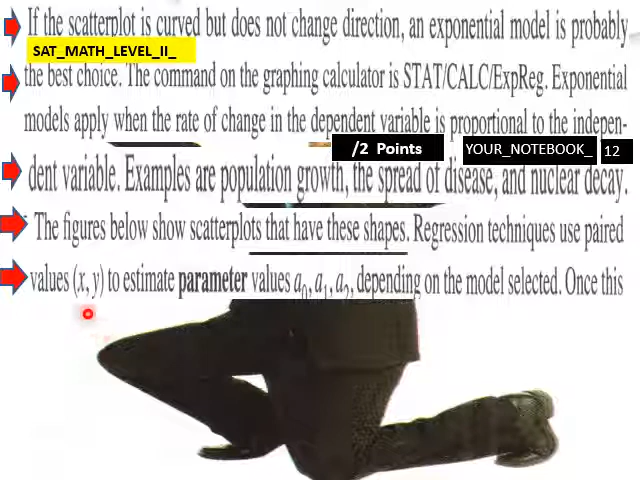 If the scatterplot is curved but does not change direction, an exponential model is probably
SAT_MATH_LEVEL_II_
the best choice. The command on the graphing calculator is STAT/CALC/ExpReg. Exponential
models apply when the rate of change in the dependent variable is proportional to the indepen-
/2 Points
YOUR_NOTEBOOK_
12
dent variable. Examples are population growth, the spread of disease, and nuclear decay.
The figures below show scatterplots that have these shapes. Regression techniques use paired
values (x, y) to estimate parameter values a₀, a₁, a₂, depending on the model selected. Once this